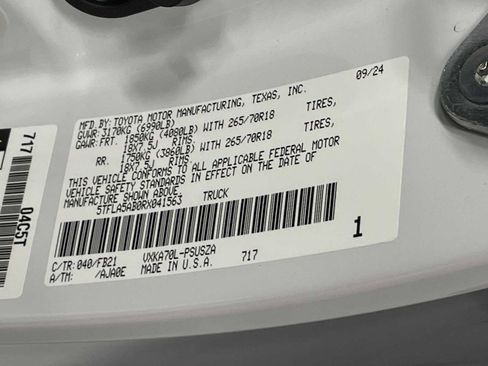 09/24
MFD.BY: TOYOTA MOTOR MANUFACTURING, TEXAS, INC.
GVWR: 3170KG (6990LB)
GAWR: FRT. 1850KG (4080LB) WITH 265/70R18 TIRES,
18X7.5J RIMS,
RR. 1750KG (3860LB) WITH 265/70R18 TIRES,
18X7.5J RIMS,
THIS VEHICLE CONFORMS TO ALL APPLICABLE FEDERAL MOTOR
VEHICLE SAFETY STANDARDS IN EFFECT ON THE DATE OF
MANUFACTURE SHOWN ABOVE.
5TFLA5AB0RX041563 TRUCK
1
C/TR: 040/FB21 VXKA70L-PSUSZA
A/TM: /AJA0E MADE IN U.S.A. 717
717
04C5T